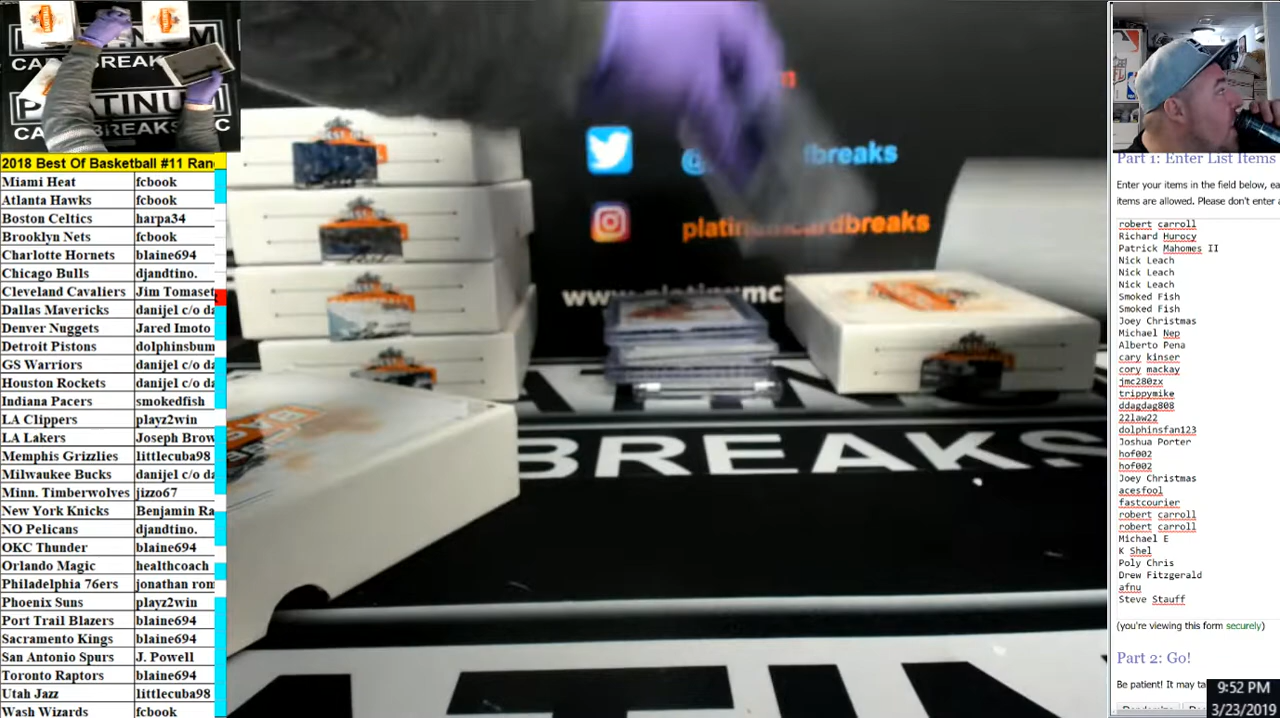 CA BREAK
PLATINUM
CA BREAKS C
2018 Best Of Basketball #11 Ran
Miami Heat fcbook
Atlanta Hawks fcbook
Boston Celtics harpa34
Brooklyn Nets fcbook
Charlotte Hornets blaine694
Chicago Bulls djandtino.
Cleveland Cavaliers Jim Tomaset
Dallas Mavericks danijel c/o da
Denver Nuggets Jared Imoto
Detroit Pistons dolphinsbum
GS Warriors danijel c/o da
Houston Rockets danijel c/o da
Indiana Pacers smokedfish
LA Clippers playz2win
LA Lakers Joseph Brow
Memphis Grizzlies littlecuba98
Milwaukee Bucks danijel c/o da
Minn. Timberwolves jizzo67
New York Knicks Benjamin Ra
NO Pelicans djandtino.
OKC Thunder blaine694
Orlando Magic healthcoach
Philadelphia 76ers jonathan rom
Phoenix Suns playz2win
Port Trail Blazers blaine694
Sacramento Kings blaine694
San Antonio Spurs J. Powell
Toronto Raptors blaine694
Utah Jazz littlecuba98
Wash Wizards fcbook
breaks
platinumcardbreaks
www.platinumc
BREAKS.
Part 1: Enter List Items
Enter your items in the field below, ea
items are allowed. Please don't enter a
robert carroll
Richard Hurocy
Patrick Mahomes II
Nick Leach
Nick Leach
Nick Leach
Smoked Fish
Smoked Fish
Joey Christmas
Michael Nep
Alberto Pena
cary kinser
cory mackay
jmc280zx
trippymike
ddagdag808
22law22
dolphinsfan123
Joshua Porter
hof002
hof002
Joey Christmas
acesfool
fastcourier
robert carroll
robert carroll
Michael E
K Shel
Poly Chris
Drew Fitzgerald
afnu
Steve Stauff
(you're viewing this form securely)
Part 2: Go!
Be patient! It may ta
9:52 PM
3/23/2019